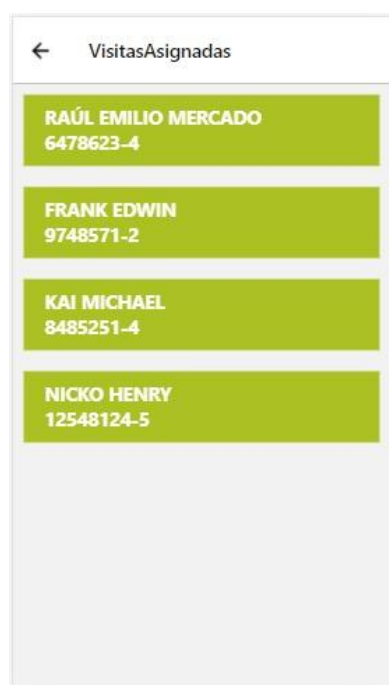 VisitasAsignadas
RAÚL EMILIO MERCADO
6478623-4
FRANK EDWIN
9748571-2
KAI MICHAEL
8485251-4
NICKO HENRY
12548124-5